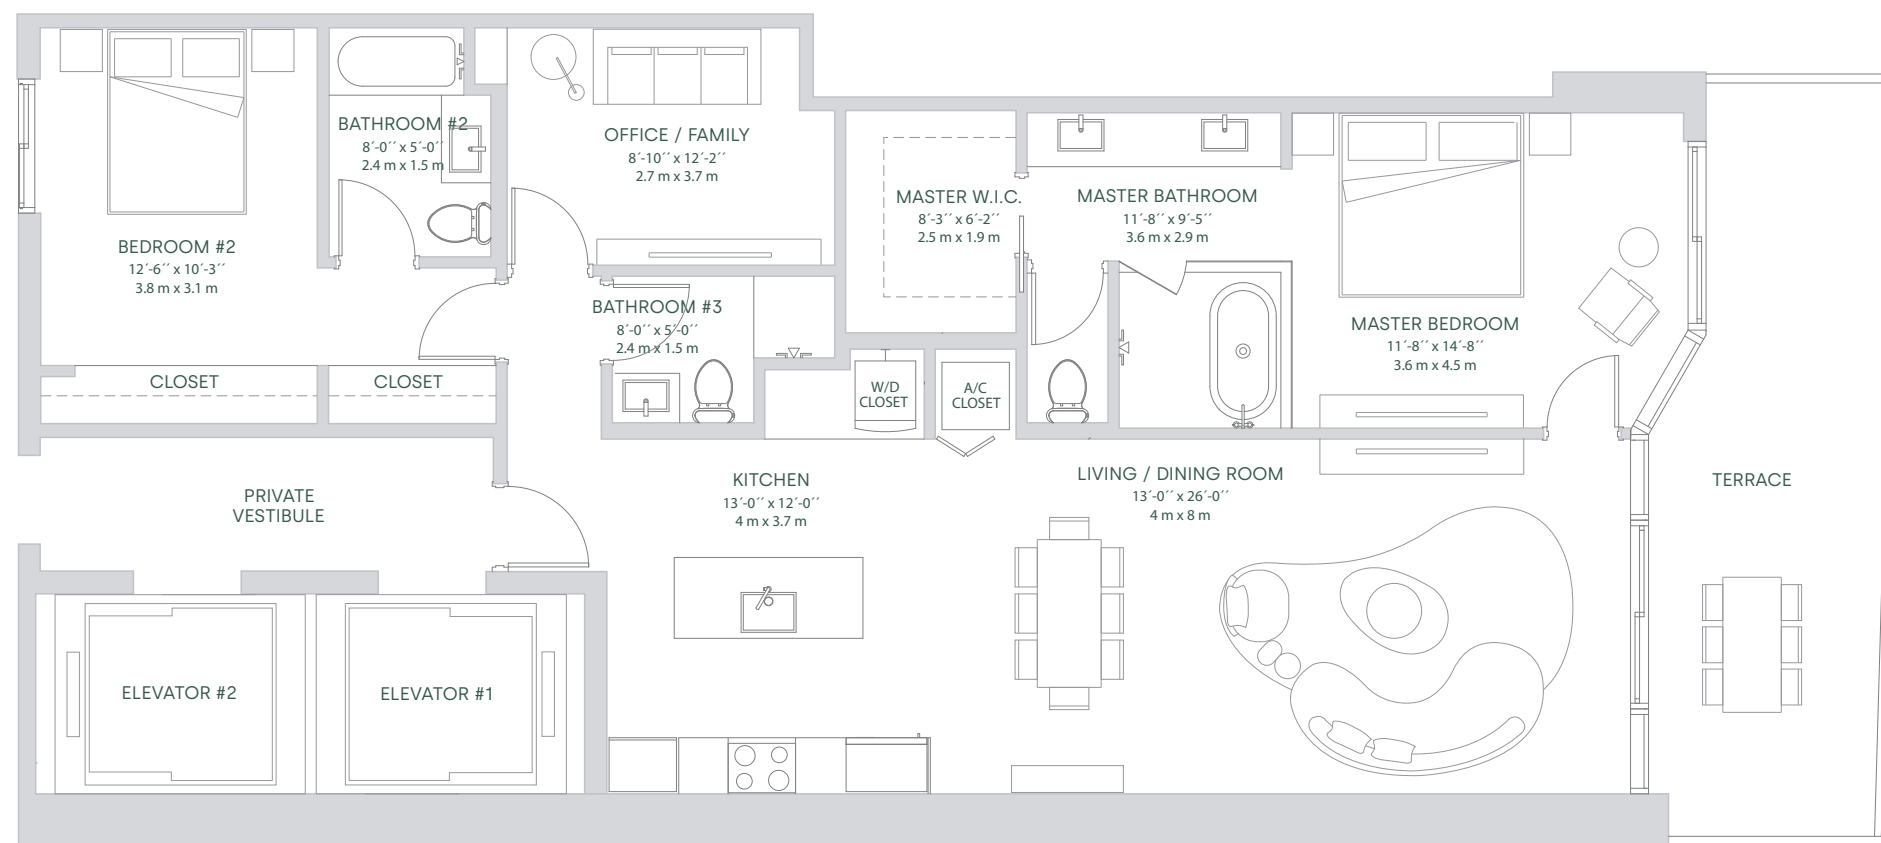 BATHROOM #2
8´-0´´ x 5´-0´´
2.4 m x 1.5 m
OFFICE / FAMILY
8´-10´´ x 12´-2´´
2.7 m x 3.7 m
MASTER W.I.C.
8´-3´´ x 6´-2´´
2.5 m x 1.9 m
MASTER BATHROOM
11´-8´´ x 9´-5´´
3.6 m x 2.9 m
BEDROOM #2
12´-6´´ x 10´-3´´
3.8 m x 3.1 m
BATHROOM #3
8´-0´´ x 5´-0´´
2.4 m x 1.5 m
MASTER BEDROOM
11´-8´´ x 14´-8´´
3.6 m x 4.5 m
CLOSET
CLOSET
W/D
CLOSET
A/C
CLOSET
PRIVATE
VESTIBULE
KITCHEN
13´-0´´ x 12´-0´´
4 m x 3.7 m
LIVING / DINING ROOM
13´-0´´ x 26´-0´´
4 m x 8 m
TERRACE
ELEVATOR #2
ELEVATOR #1